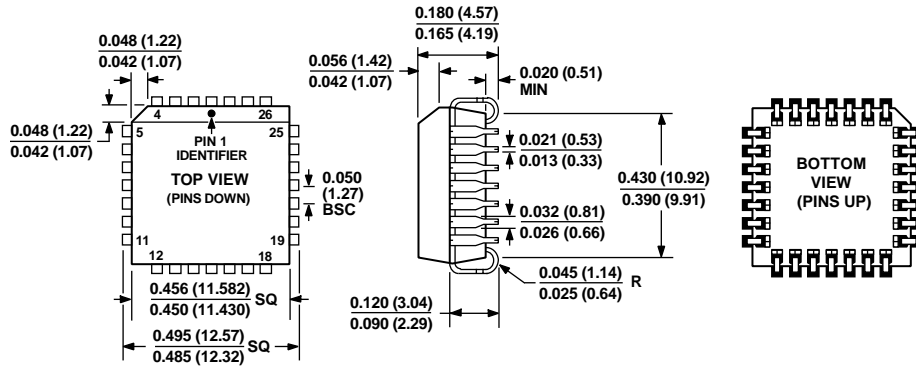 0.048 (1.22)
0.042 (1.07)
0.048 (1.22)
0.042 (1.07)
4
26
5
25
PIN 1
IDENTIFIER
TOP VIEW
(PINS DOWN)
0.050
(1.27)
BSC
11
19
12
18
0.456 (11.582)
0.450 (11.430)
SQ
0.495 (12.57)
0.485 (12.32)
SQ
0.180 (4.57)
0.165 (4.19)
0.056 (1.42)
0.042 (1.07)
0.020 (0.51)
MIN
0.021 (0.53)
0.013 (0.33)
0.430 (10.92)
0.390 (9.91)
0.032 (0.81)
0.026 (0.66)
0.045 (1.14)
0.025 (0.64)
R
0.120 (3.04)
0.090 (2.29)
BOTTOM
VIEW
(PINS UP)